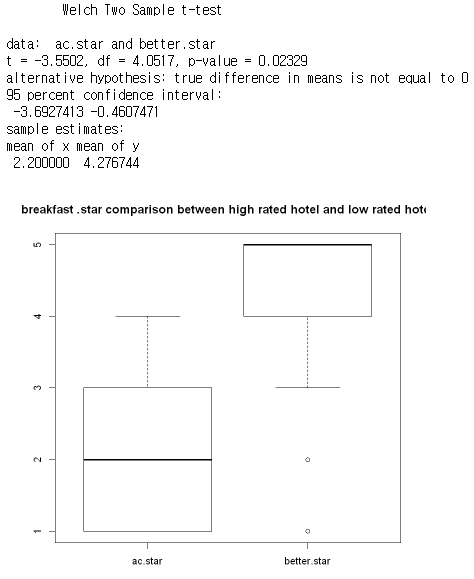 Welch Two Sample t-test
data: ac.star and better.star
t = -3.5502, df = 4.0517, p-value = 0.02329
alternative hypothesis: true difference in means is not equal to 0
95 percent confidence interval:
-3.6927413 -0.4607471
sample estimates:
mean of x mean of y
2.200000 4.276744
breakfast .star comparison between high rated hotel and low rated hote
5
4
3
2
1
ac.star better.star